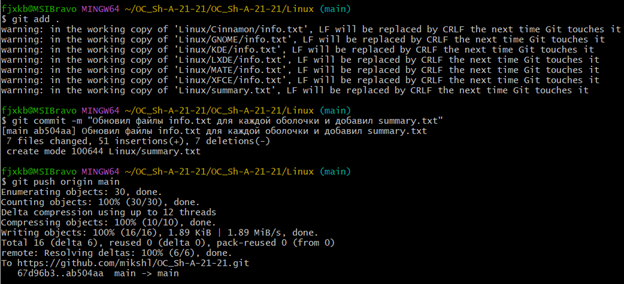 fjxkb@MSIBravo MINGW64 ~/OC_Sh-A-21-21/OC_Sh-A-21-21/Linux (main)
$ git add .
warning: in the working copy of 'Linux/Cinnamon/info.txt', LF will be replaced by CRLF the next time Git touches it
warning: in the working copy of 'Linux/GNOME/info.txt', LF will be replaced by CRLF the next time Git touches it
warning: in the working copy of 'Linux/KDE/info.txt', LF will be replaced by CRLF the next time Git touches it
warning: in the working copy of 'Linux/LXDE/info.txt', LF will be replaced by CRLF the next time Git touches it
warning: in the working copy of 'Linux/MATE/info.txt', LF will be replaced by CRLF the next time Git touches it
warning: in the working copy of 'Linux/XFCE/info.txt', LF will be replaced by CRLF the next time Git touches it
warning: in the working copy of 'Linux/summary.txt', LF will be replaced by CRLF the next time Git touches it
fjxkb@MSIBravo MINGW64 ~/OC_Sh-A-21-21/OC_Sh-A-21-21/Linux (main)
$ git commit -m "Обновил файлы info.txt для каждой оболочки и добавил summary.txt"
[main ab504aa] Обновил файлы info.txt для каждой оболочки и добавил summary.txt
7 files changed, 51 insertions(+), 7 deletions(-)
create mode 100644 Linux/summary.txt
fjxkb@MSIBravo MINGW64 ~/OC_Sh-A-21-21/OC_Sh-A-21-21/Linux (main)
$ git push origin main
Enumerating objects: 30, done.
Counting objects: 100% (30/30), done.
Delta compression using up to 12 threads
Compressing objects: 100% (10/10), done.
Writing objects: 100% (16/16), 1.89 KiB | 1.89 MiB/s, done.
Total 16 (delta 6), reused 0 (delta 0), pack-reused 0 (from 0)
remote: Resolving deltas: 100% (6/6), done.
To https://github.com/mikshl/OC_Sh-A-21-21.git
67d96b3..ab504aa main -> main